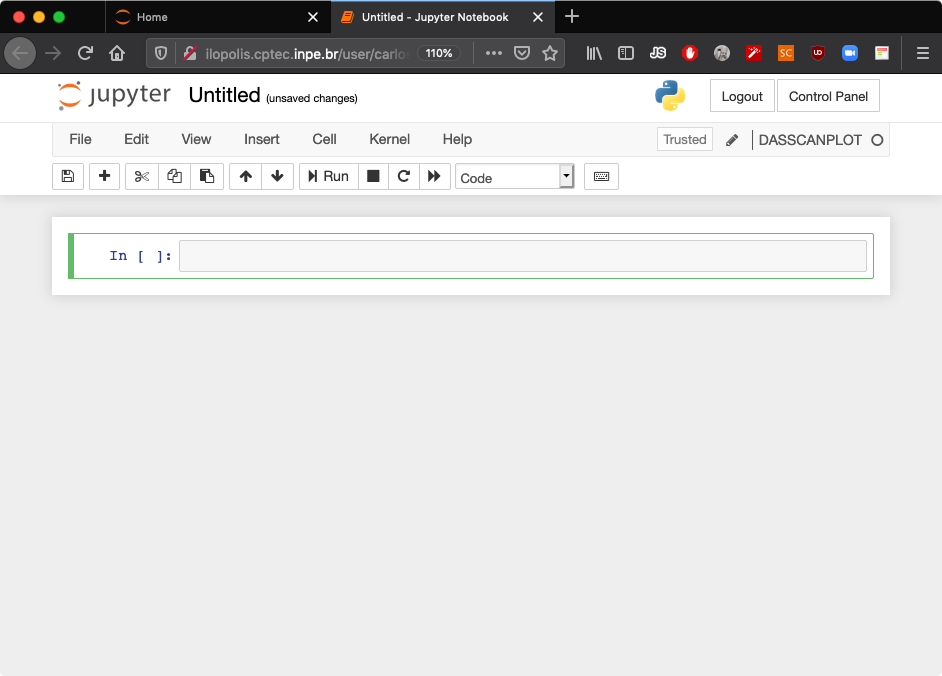 Home
Untitled - Jupyter Notebook
ilopolis.cptec.inpe.br/user/carlo
110%
JS
SC
UD
jupyter Untitled (unsaved changes)
Logout
Control Panel
File Edit View Insert Cell Kernel Help
Trusted
DASSCANPLOT
Run
Code
In [ ]: